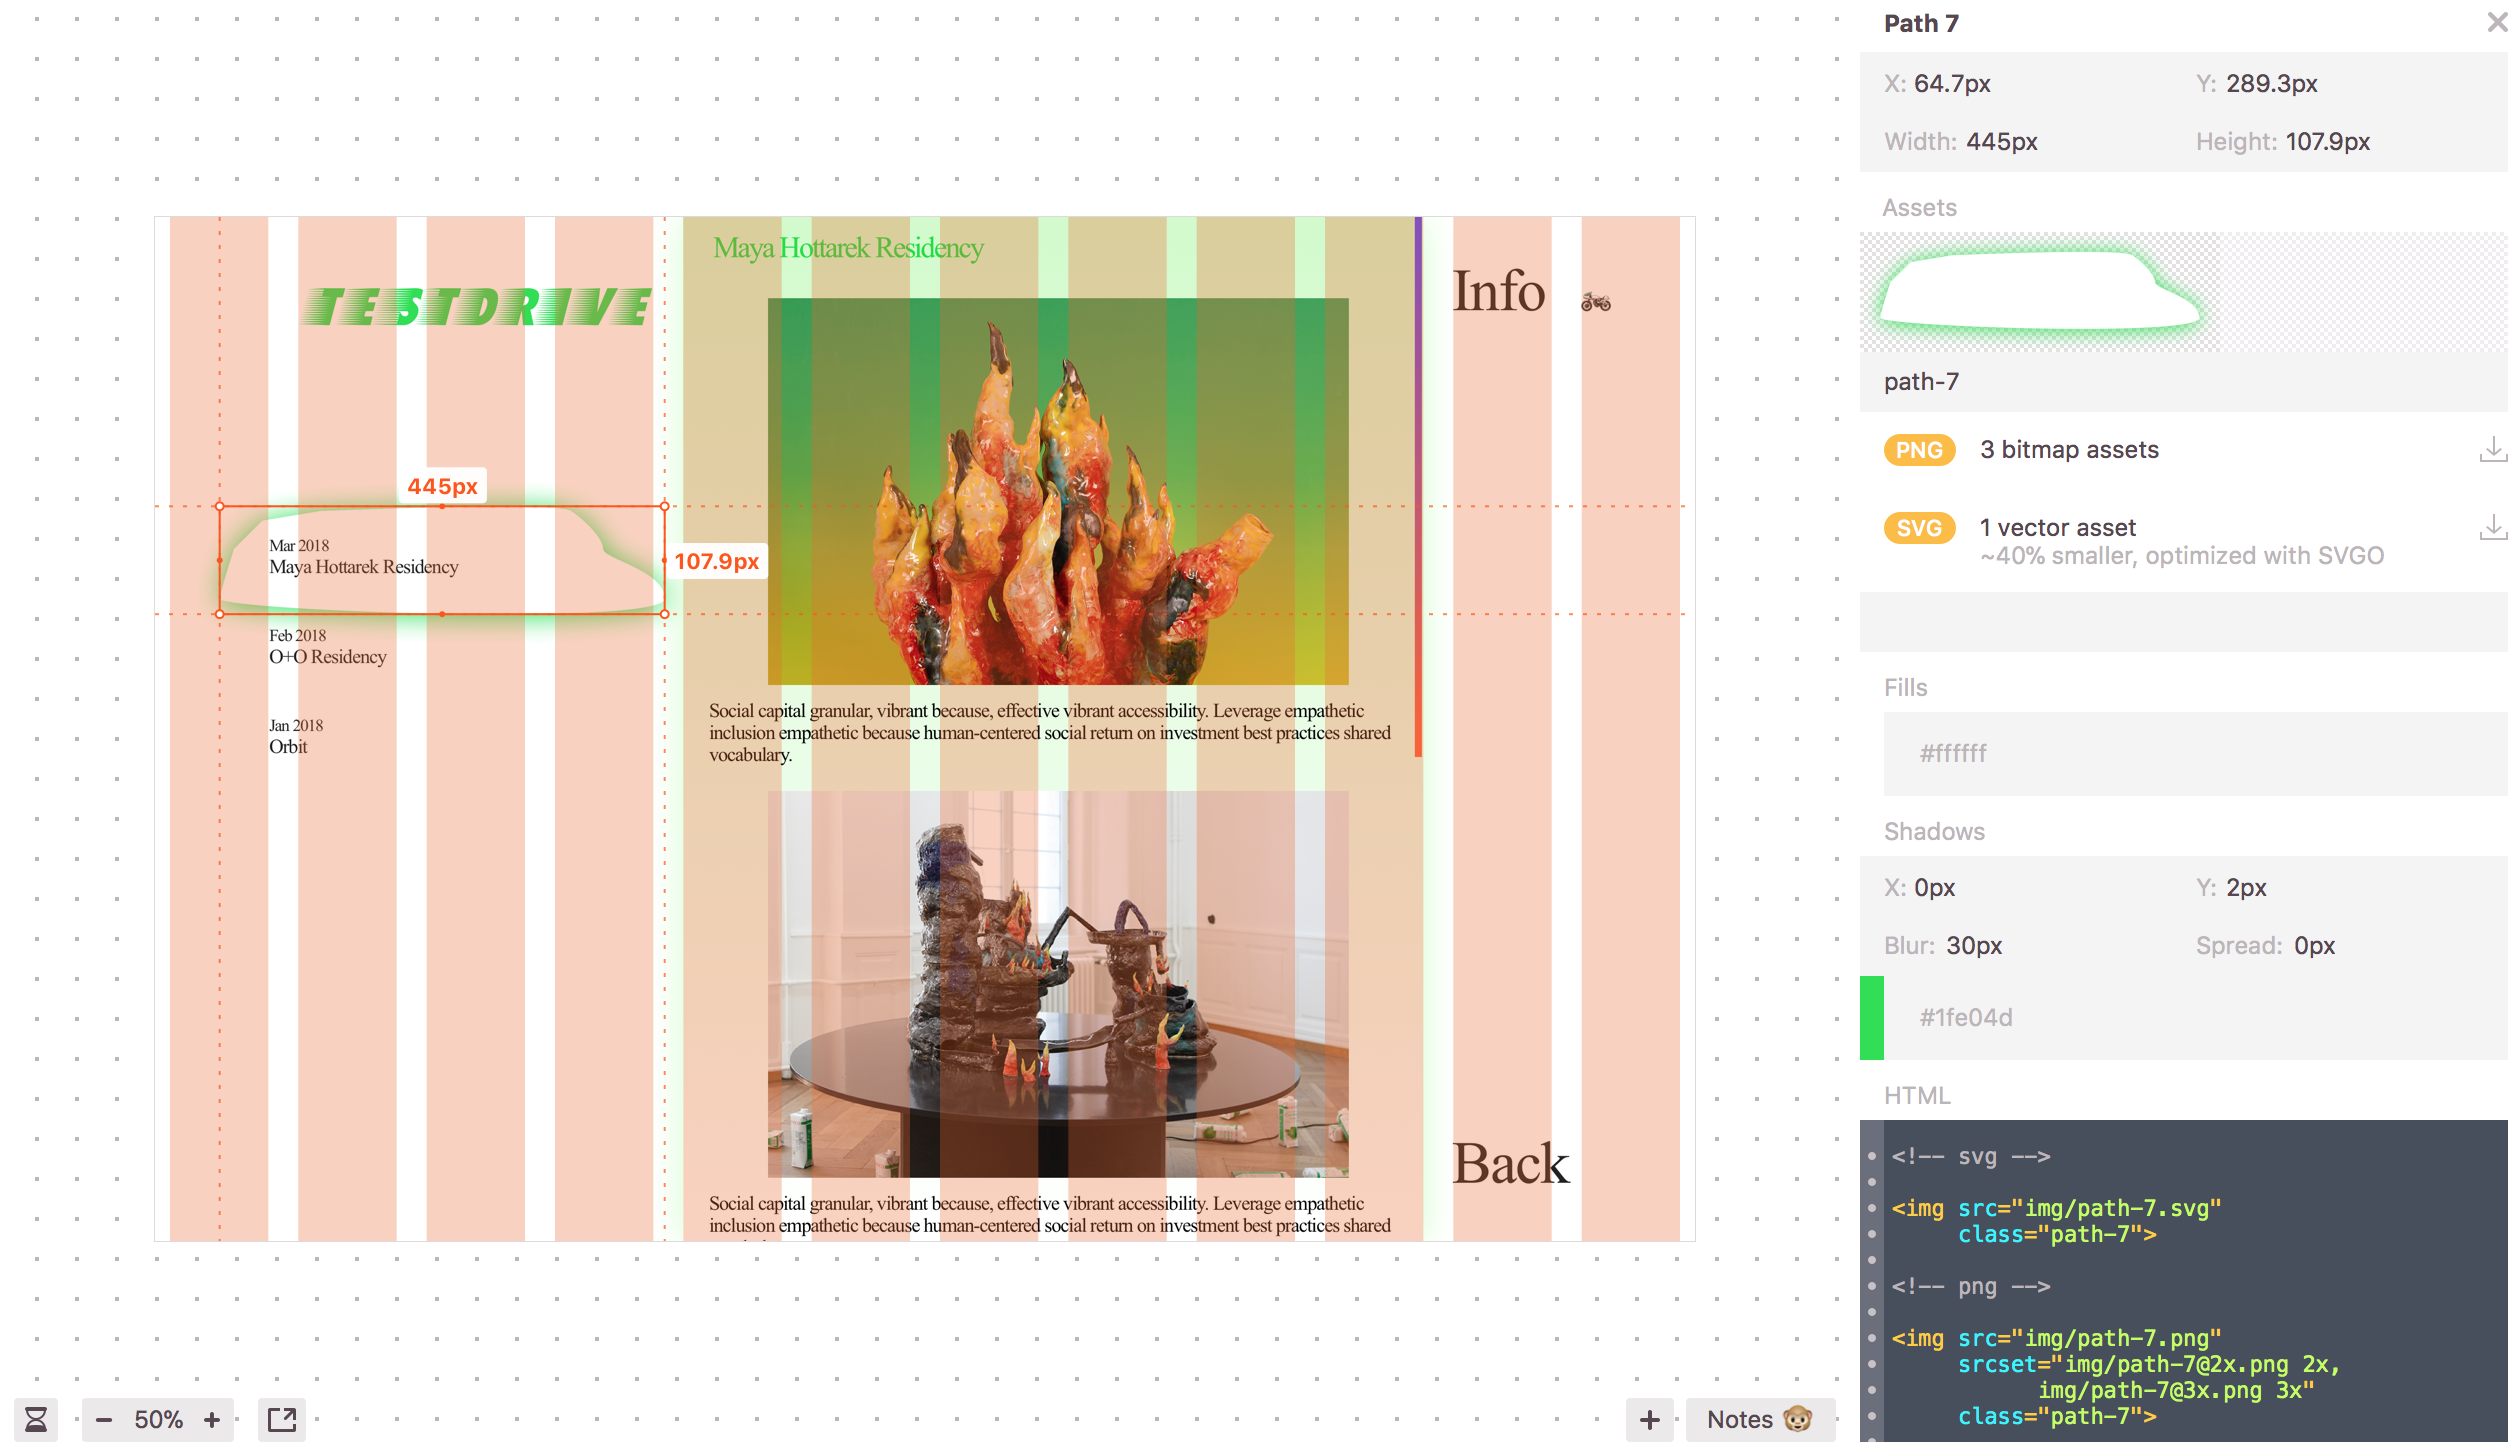 Maya Hottarek Residency
TESTDRIVE
Info
445px
107.9px
Mar 2018
Maya Hottarek Residency
Feb 2018
O+O Residency
Jan 2018
Orbit
Social capital granular, vibrant because, effective vibrant accessibility. Leverage empathetic
inclusion empathetic because human-centered social return on investment best practices shared
vocabulary.
Back
Social capital granular, vibrant because, effective vibrant accessibility. Leverage empathetic
inclusion empathetic because human-centered social return on investment best practices shared
50%
Notes
Path 7
X: 64.7px Y: 289.3px
Width: 445px Height: 107.9px
Assets
path-7
PNG 3 bitmap assets
SVG 1 vector asset
~40% smaller, optimized with SVGO
Fills
#ffffff
Shadows
X: 0px Y: 2px
Blur: 30px Spread: 0px
#1fe04d
HTML
<!-- svg -->
<img src="img/path-7.svg"
class="path-7">
<!-- png -->
<img src="img/path-7.png"
srcset="img/path-7@2x.png 2x,
img/path-7@3x.png 3x"
class="path-7">